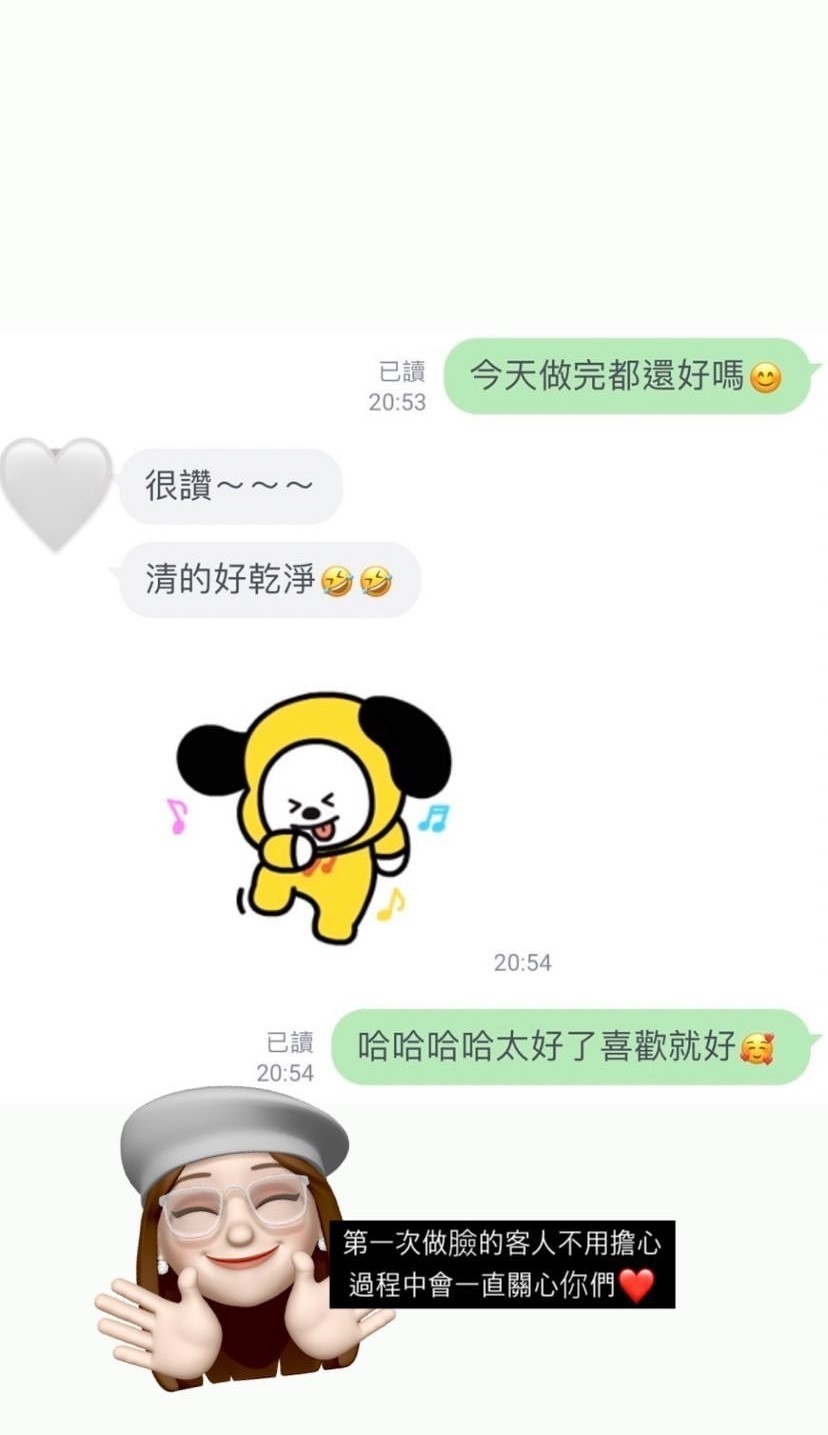 今天做完都還好嗎😊
已讀
20:53
很讚～～～
清的好乾淨🤣🤣
20:54
哈哈哈哈太好了喜歡就好🥰
已讀
20:54
第一次做臉的客人不用擔心
過程中會一直關心你們❤️